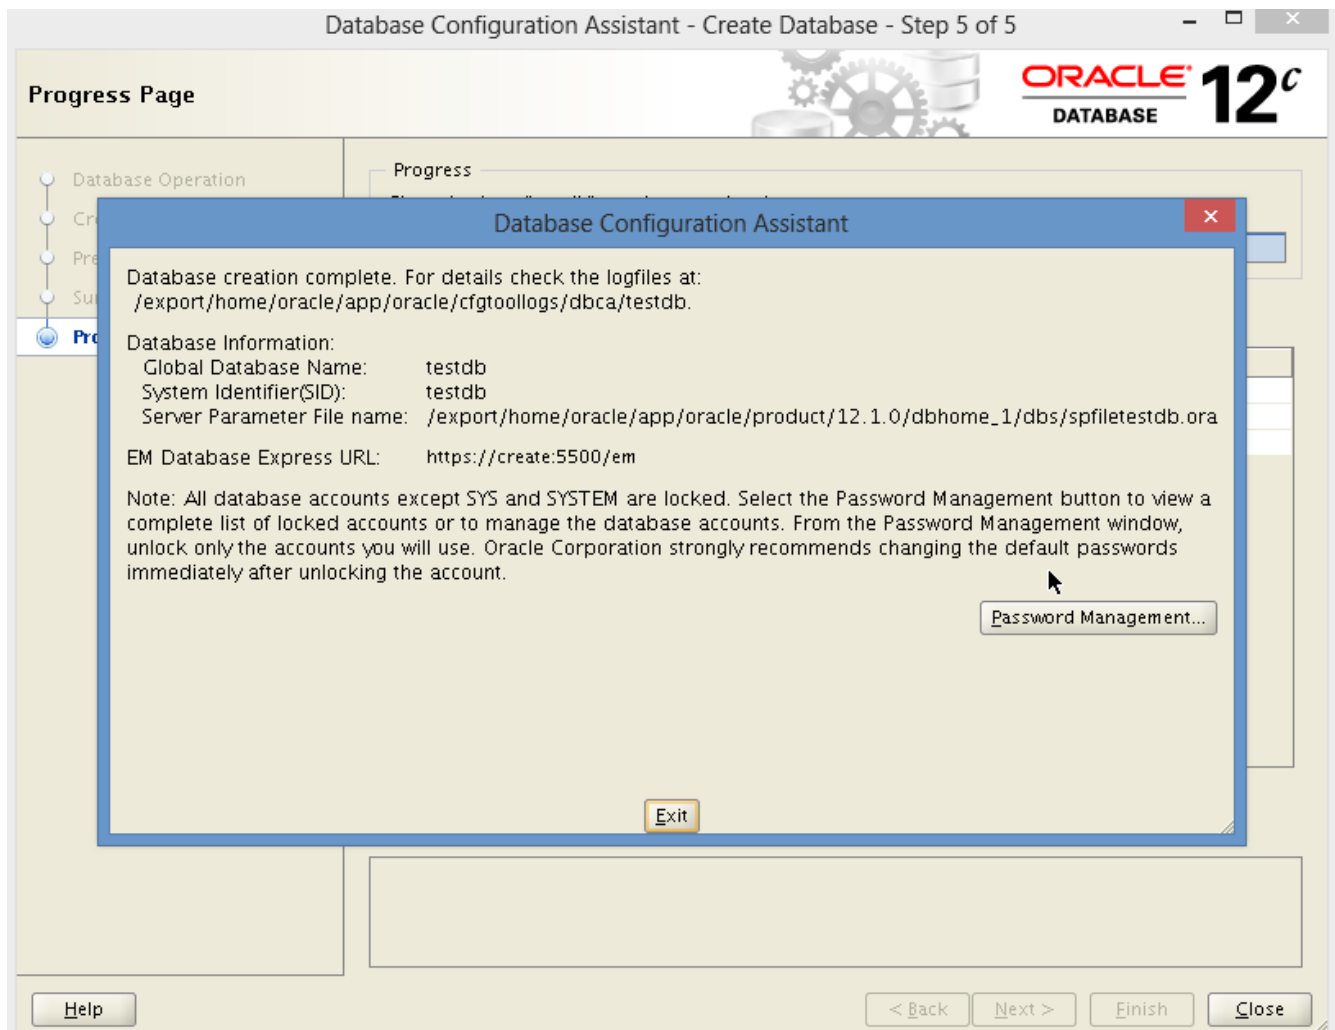 Database Configuration Assistant - Create Database - Step 5 of 5
Progress Page
ORACLE DATABASE 12c
Database Operation
Progress
Cr
Pre
Su
Pro
Database Configuration Assistant
Database creation complete. For details check the logfiles at:
/export/home/oracle/app/oracle/cfgtoollogs/dbca/testdb.
Database Information:
Global Database Name: testdb
System Identifier(SID): testdb
Server Parameter File name: /export/home/oracle/app/oracle/product/12.1.0/dbhome_1/dbs/spfiletestdb.ora
EM Database Express URL: https://create:5500/em
Note: All database accounts except SYS and SYSTEM are locked. Select the Password Management button to view a
complete list of locked accounts or to manage the database accounts. From the Password Management window,
unlock only the accounts you will use. Oracle Corporation strongly recommends changing the default passwords
immediately after unlocking the account.
Password Management...
Exit
Help
< Back
Next >
Finish
Close